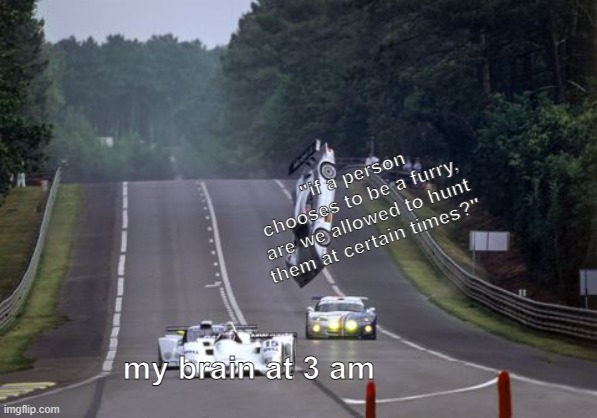 "if a person
chooses to be a furry,
are we allowed to hunt
them at certain times?"
15
my brain at 3 am
imgflip.com